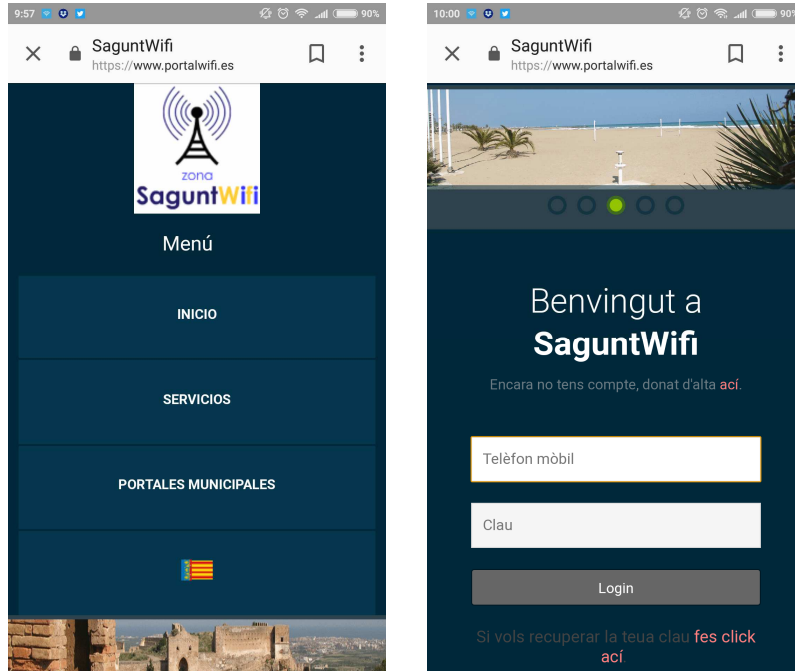 9:57
90%
SaguntWifi
https://www.portalwifi.es
zona
SaguntWifi
Menú
INICIO
SERVICIOS
PORTALES MUNICIPALES
10:00
90%
SaguntWifi
https://www.portalwifi.es
Benvingut a
SaguntWifi
Encara no tens compte, donat d'alta ací.
Telèfon mòbil
Clau
Login
Si vols recuperar la teua clau fes click
ací.